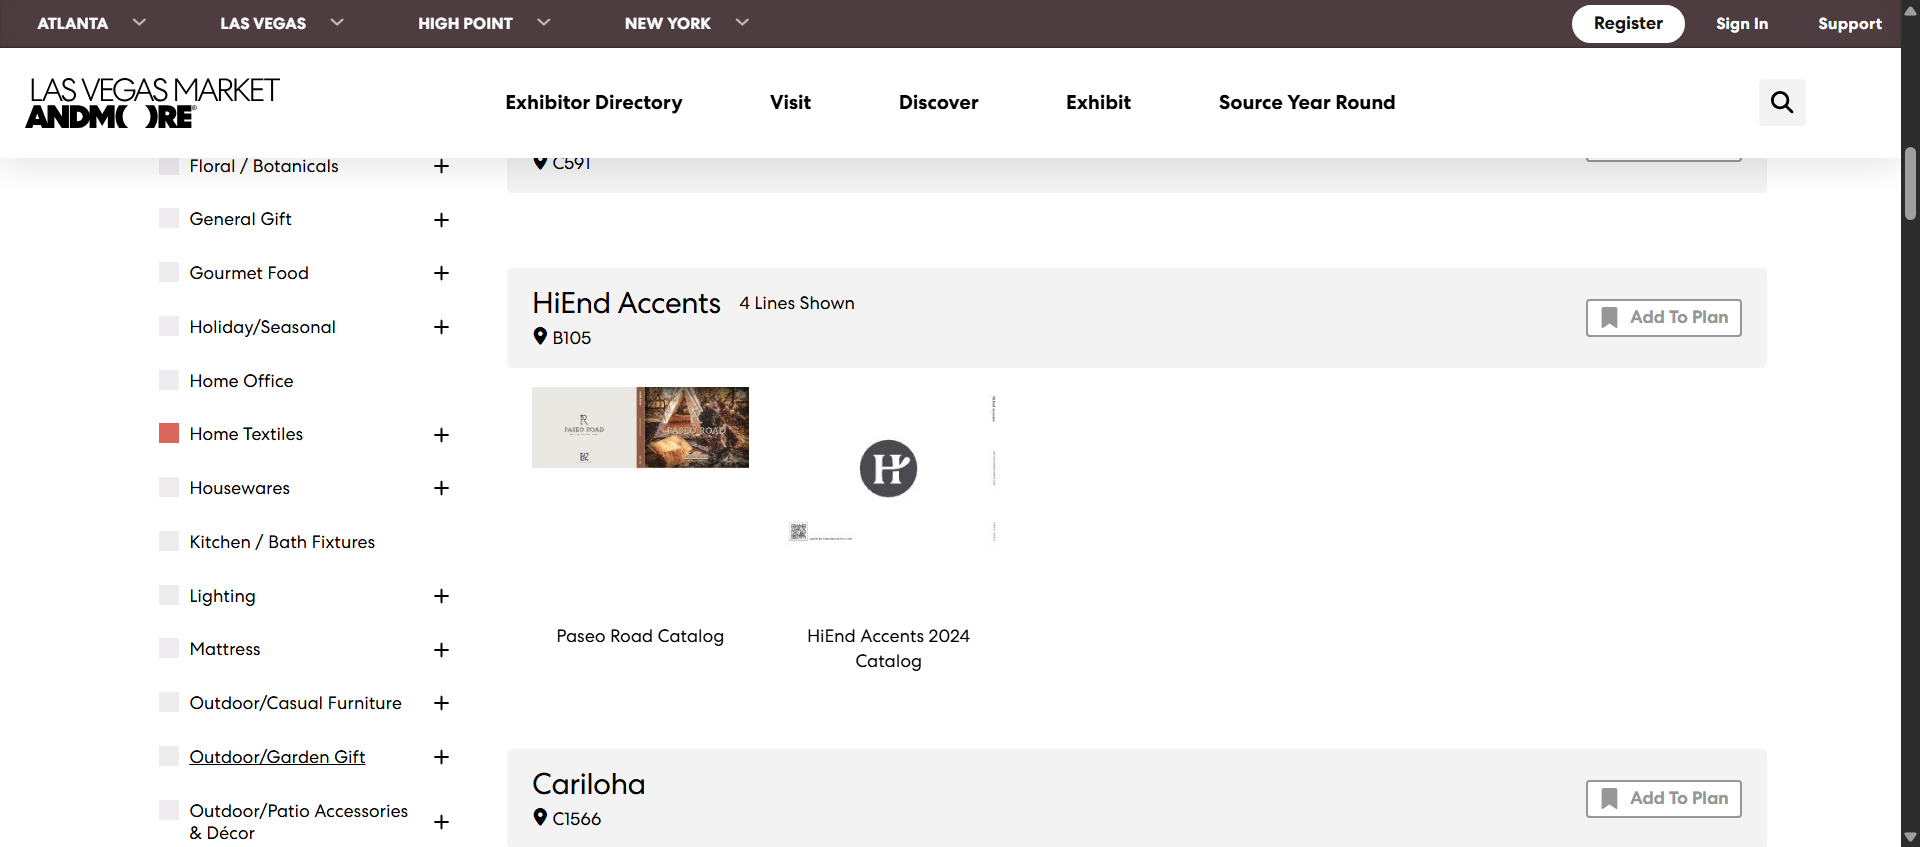 ATLANTA
LAS VEGAS
HIGH POINT
NEW YORK
Register
Sign In
Support
LAS VEGAS MARKET
ANDMORE®
Exhibitor Directory
Visit
Discover
Exhibit
Source Year Round
Floral / Botanicals
General Gift
Gourmet Food
Holiday/Seasonal
Home Office
Home Textiles
Housewares
Kitchen / Bath Fixtures
Lighting
Mattress
Outdoor/Casual Furniture
Outdoor/Garden Gift
Outdoor/Patio Accessories
& Décor
C591
HiEnd Accents
4 Lines Shown
B105
Add To Plan
PASEO ROAD
PASEO ROAD
H
Paseo Road Catalog
HiEnd Accents 2024
Catalog
Cariloha
C1566
Add To Plan